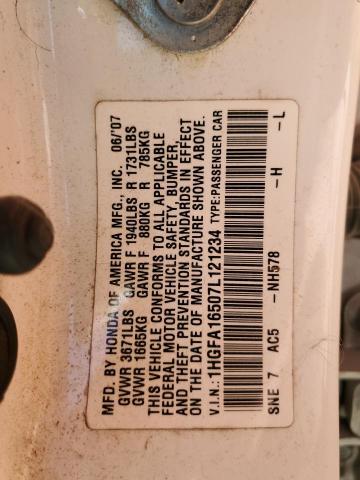 MFD. BY HONDA OF AMERICA MFG., INC. 06/'07
GVWR 3671LBS GAWR F 1940LBS R 1731LBS
GVWR 1665KG GAWR F 880KG R 785KG
THIS VEHICLE CONFORMS TO ALL APPLICABLE
FEDERAL MOTOR VEHICLE SAFETY, BUMPER,
AND THEFT PREVENTION STANDARDS IN EFFECT
ON THE DATE OF MANUFACTURE SHOWN ABOVE.
V.I.N.: 1HGFA16507L121234 TYPE:PASSENGER CAR
SNE 7 AC5 -NH578 -H -L